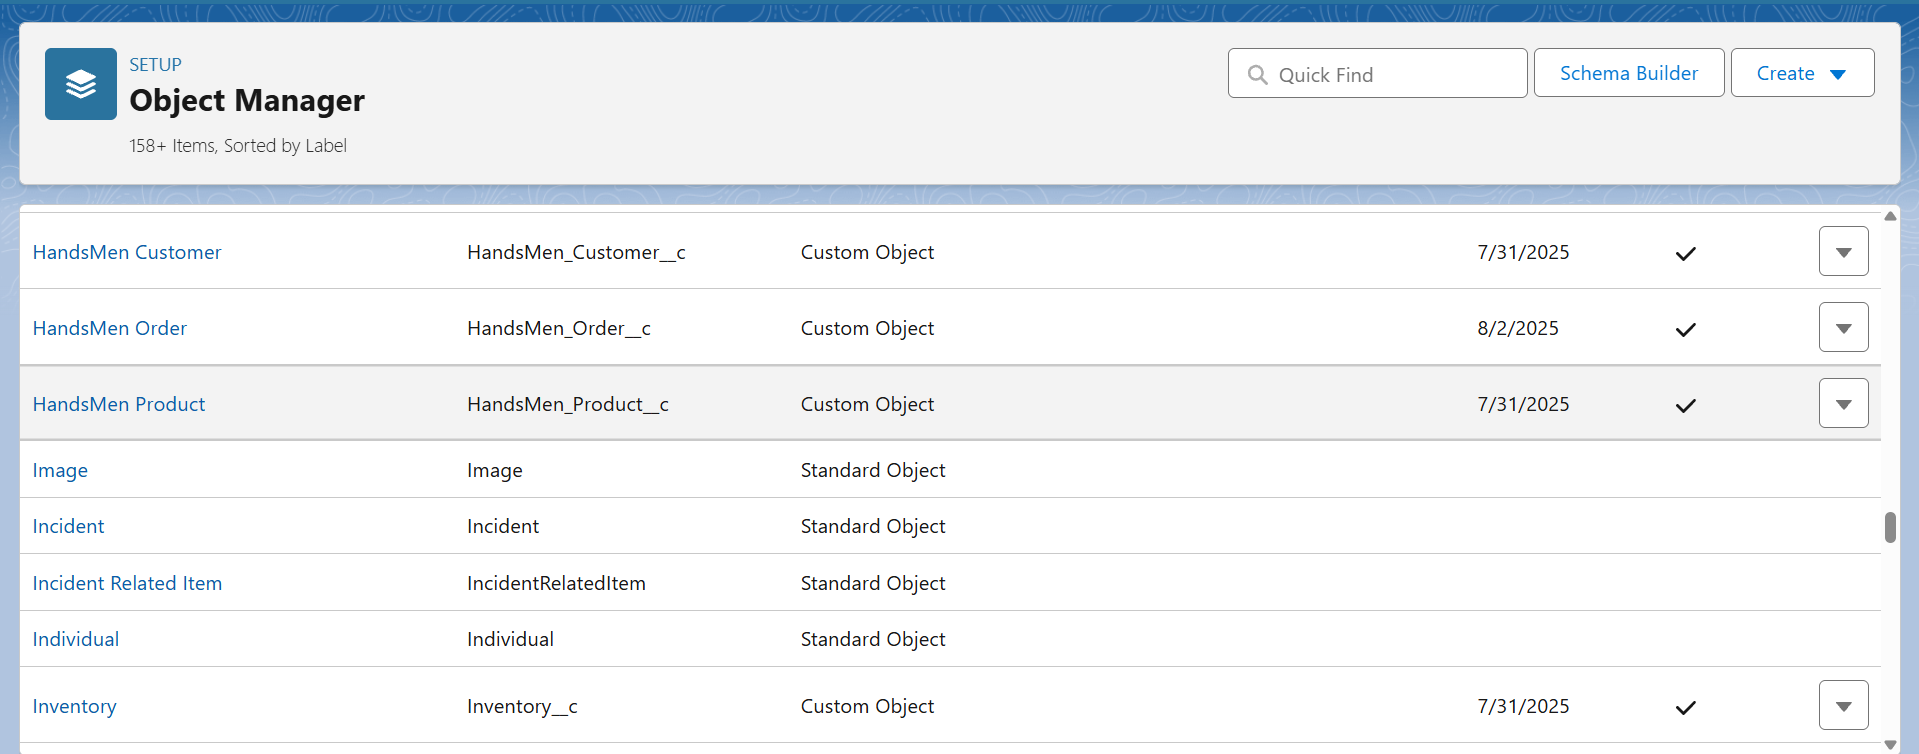 SETUP
Object Manager
158+ Items, Sorted by Label
Quick Find
Schema Builder
Create
HandsMen Customer HandsMen_Customer__c Custom Object 7/31/2025
HandsMen Order HandsMen_Order__c Custom Object 8/2/2025
HandsMen Product HandsMen_Product__c Custom Object 7/31/2025
Image Image Standard Object
Incident Incident Standard Object
Incident Related Item IncidentRelatedItem Standard Object
Individual Individual Standard Object
Inventory Inventory__c Custom Object 7/31/2025